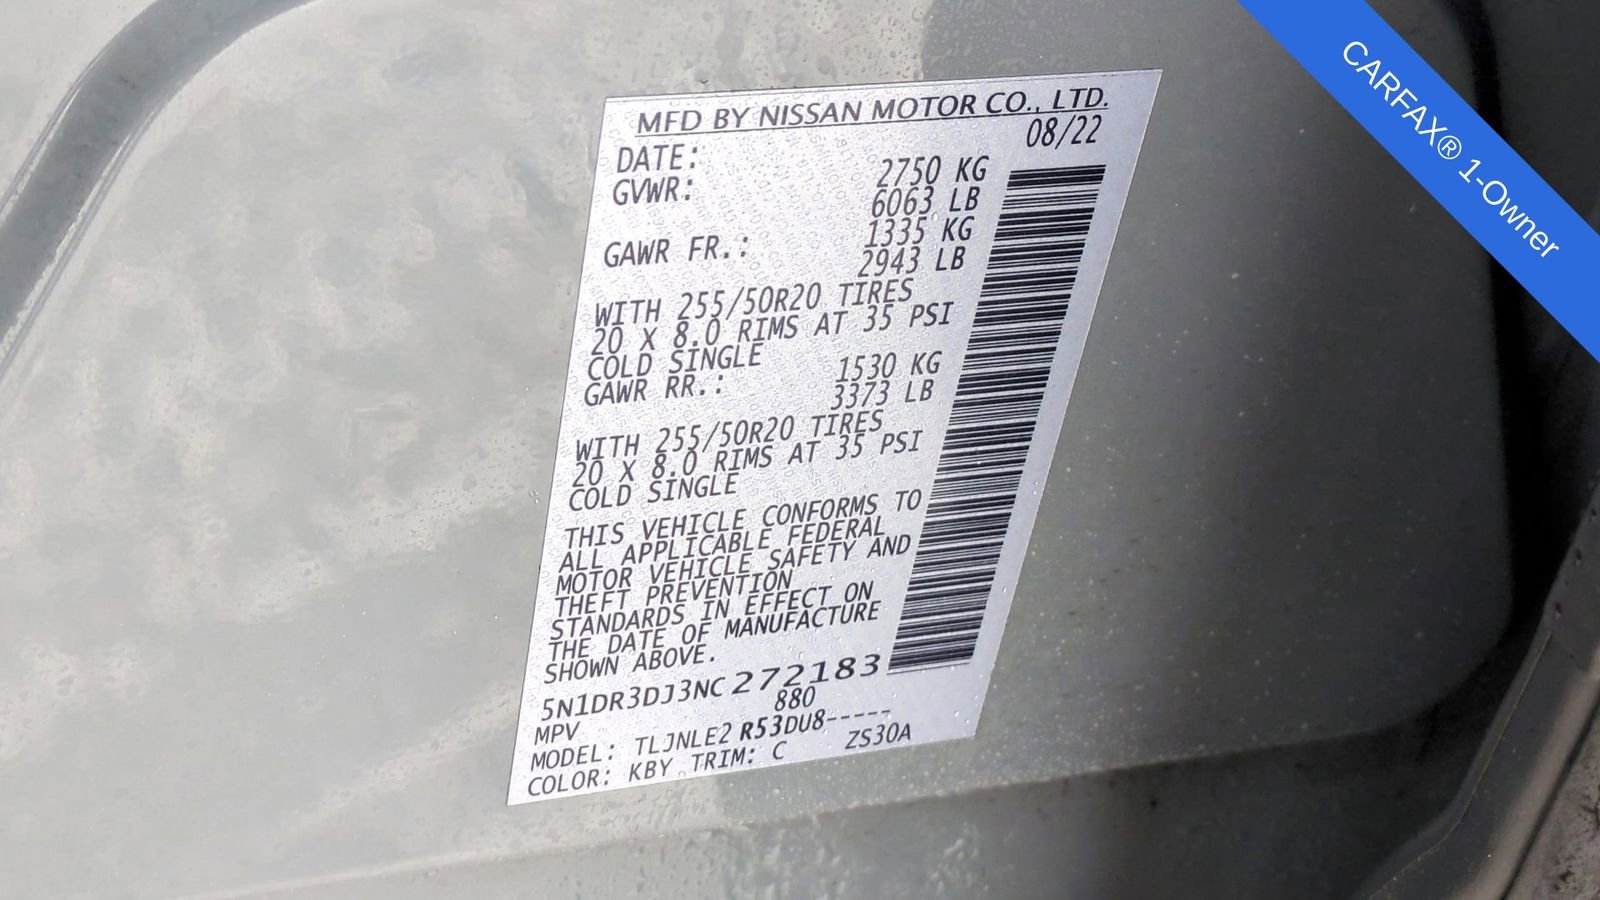 MFD BY NISSAN MOTOR CO., LTD.
DATE: 08/22
GVWR: 2750 KG
6063 LB
GAWR FR.: 1335 KG
2943 LB
WITH 255/50R20 TIRES
20 X 8.0 RIMS AT 35 PSI
COLD SINGLE
GAWR RR.: 1530 KG
3373 LB
WITH 255/50R20 TIRES
20 X 8.0 RIMS AT 35 PSI
COLD SINGLE
THIS VEHICLE CONFORMS TO
ALL APPLICABLE FEDERAL
MOTOR VEHICLE SAFETY AND
THEFT PREVENTION
STANDARDS IN EFFECT ON
THE DATE OF MANUFACTURE
SHOWN ABOVE.
5N1DR3DJ3NC272183
MPV 880
MODEL: TLJNLE2 R53DU8-----
COLOR: KBY TRIM: C ZS30A
CARFAX® 1-Owner